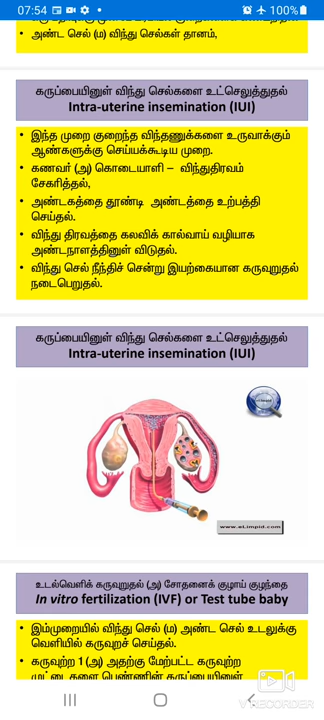 07:54
100%
அண்ட செல் (ம) விந்து செல்கள் தானம்,
கருப்பையினுள் விந்து செல்களை உட்செலுத்துதல்
Intra-uterine insemination (IUI)
• இந்த முறை குறைந்த விந்தணுக்களை உருவாக்கும்
ஆண்களுக்கு செய்யக்கூடிய முறை.
• கணவர் (அ) கொடையாளி – விந்துதிரவம்
சேகரித்தல்,
• அண்டகத்தை தூண்டி அண்டத்தை உற்பத்தி
செய்தல்.
• விந்து திரவத்தை கலவிக் கால்வாய் வழியாக
அண்டநாளத்தினுள் விடுதல்.
• விந்து செல் நீந்திச் சென்று இயற்கையான கருவுறுதல்
நடைபெறுதல்.
கருப்பையினுள் விந்து செல்களை உட்செலுத்துதல்
Intra-uterine insemination (IUI)
eLimpid
www.eLimpid.com
உடல்வெளிக் கருவுறுதல் (அ) சோதனைக் குழாய் குழந்தை
In vitro fertilization (IVF) or Test tube baby
• இம்முறையில் விந்து செல் (ம) அண்ட செல் உடலுக்கு
வெளியில் கருவுறச் செய்தல்.
• கருவுற்ற 1 (அ) அதற்கு மேற்பட்ட கருவுற்ற
முட்டைகளை பெண்ணின் கருப்பையினுள்
V RECORDER